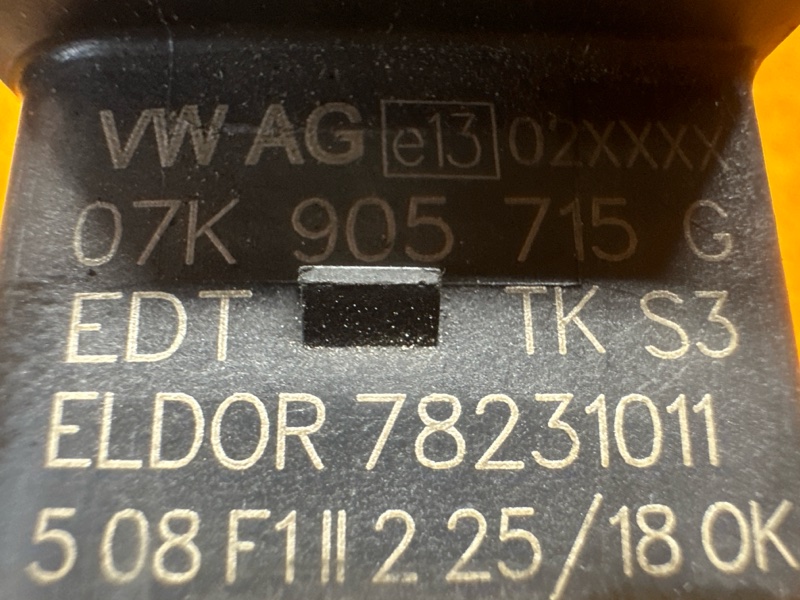 VW AG e13 02XXXX
07K 905 715 G
EDT TK S3
ELDOR 78231011
5 08 F1 II 2 25/18 OK